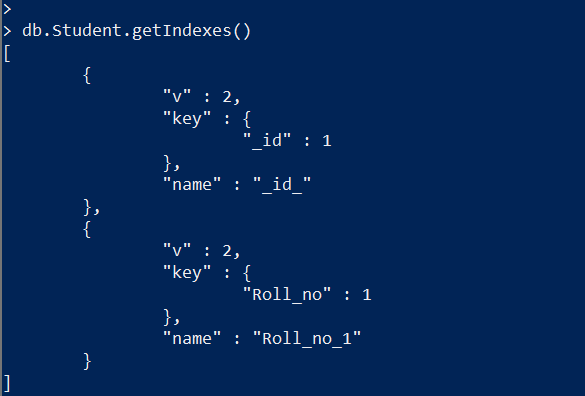 >
> db.Student.getIndexes()
[
        {
                "v" : 2,
                "key" : {
                        "_id" : 1
                },
                "name" : "_id_"
        },
        {
                "v" : 2,
                "key" : {
                        "Roll_no" : 1
                },
                "name" : "Roll_no_1"
        }
]